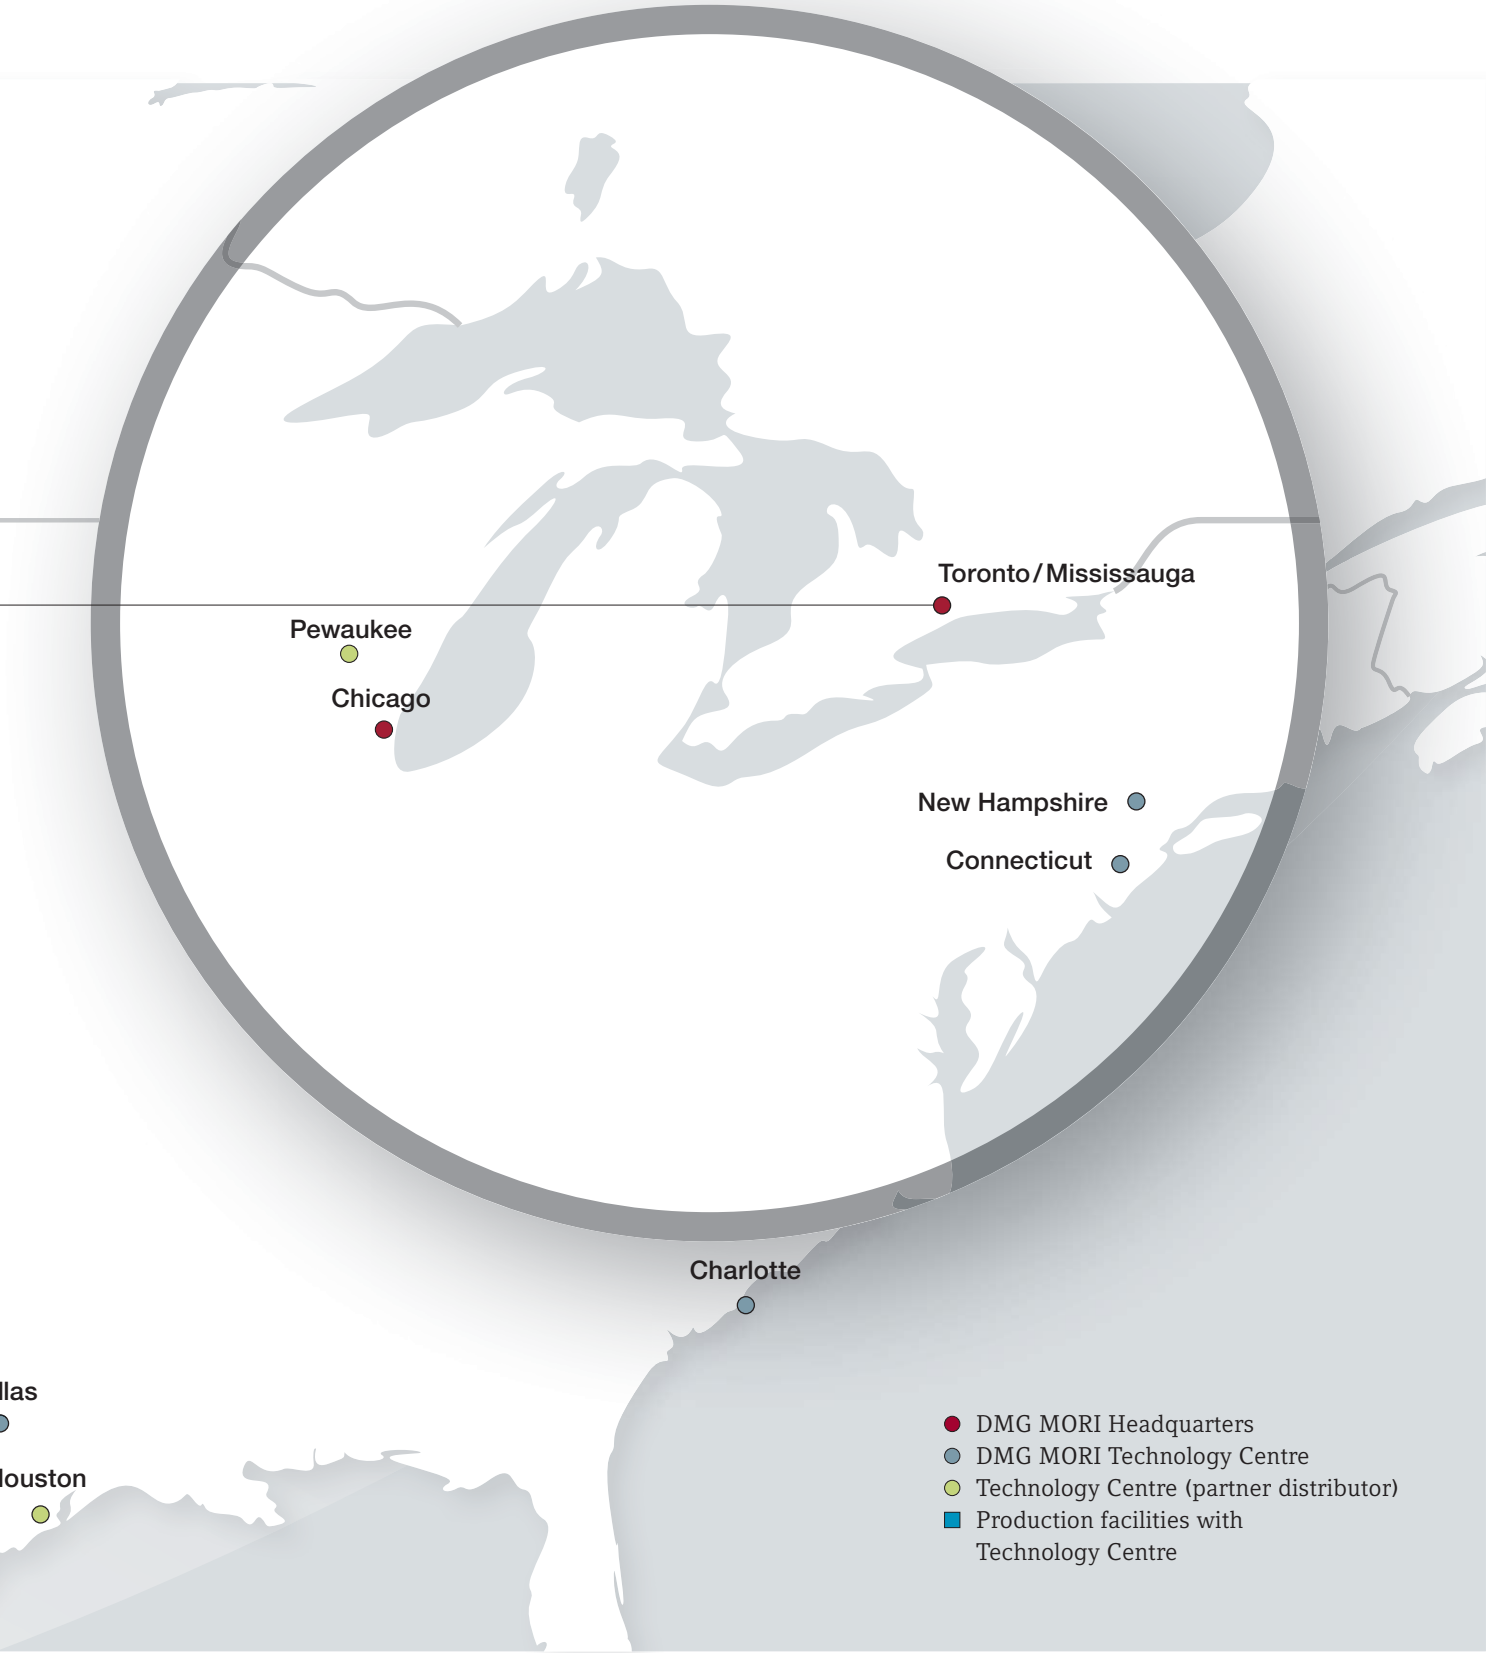 Toronto/Mississauga
Pewaukee
Chicago
New Hampshire
Connecticut
Charlotte
llas
Houston
DMG MORI Headquarters
DMG MORI Technology Centre
Technology Centre (partner distributor)
Production facilities with
Technology Centre